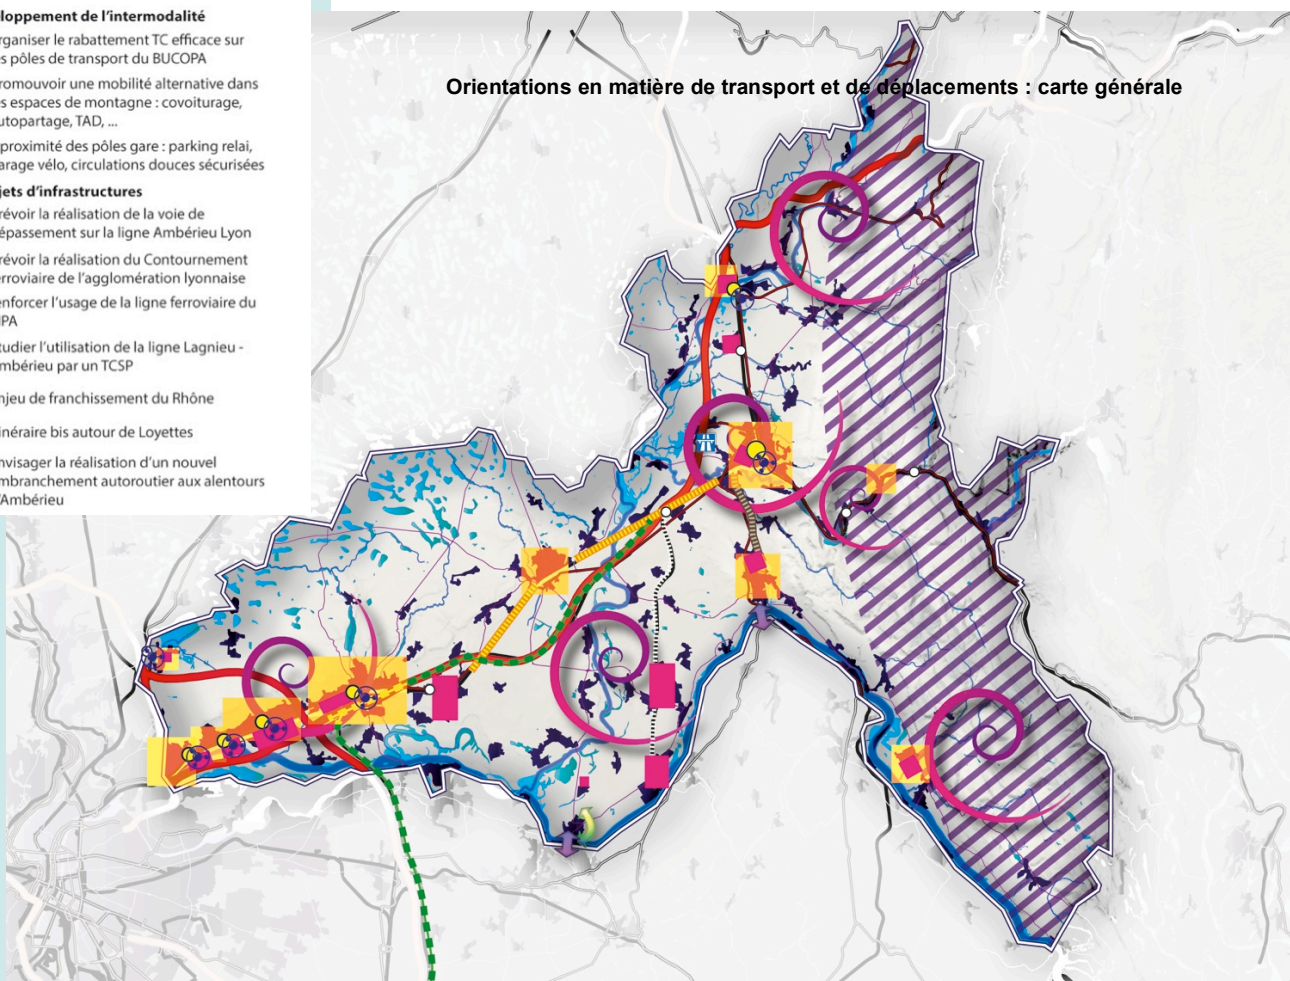 loppement de l’intermodalité
rganiser le rabattement TC efficace sur
es pôles de transport du BUCOPA
romouvoir une mobilité alternative dans
es espaces de montagne : covoiturage,
utopartage, TAD, ...
proximité des pôles gare : parking relai,
arage vélo, circulations douces sécurisées
jets d’infrastructures
révoir la réalisation de la voie de
épassement sur la ligne Ambérieu Lyon
révoir la réalisation du Contournement
erroviaire de l’agglomération lyonnaise
enforcer l’usage de la ligne ferroviaire du
IPA
tudier l’utilisation de la ligne Lagnieu -
mbérieu par un TCSP
njeu de franchissement du Rhône
inéraire bis autour de Loyettes
nvisager la réalisation d’un nouvel
mbranchement autoroutier aux alentours
’Ambérieu
Orientations en matière de transport et de déplacements : carte générale